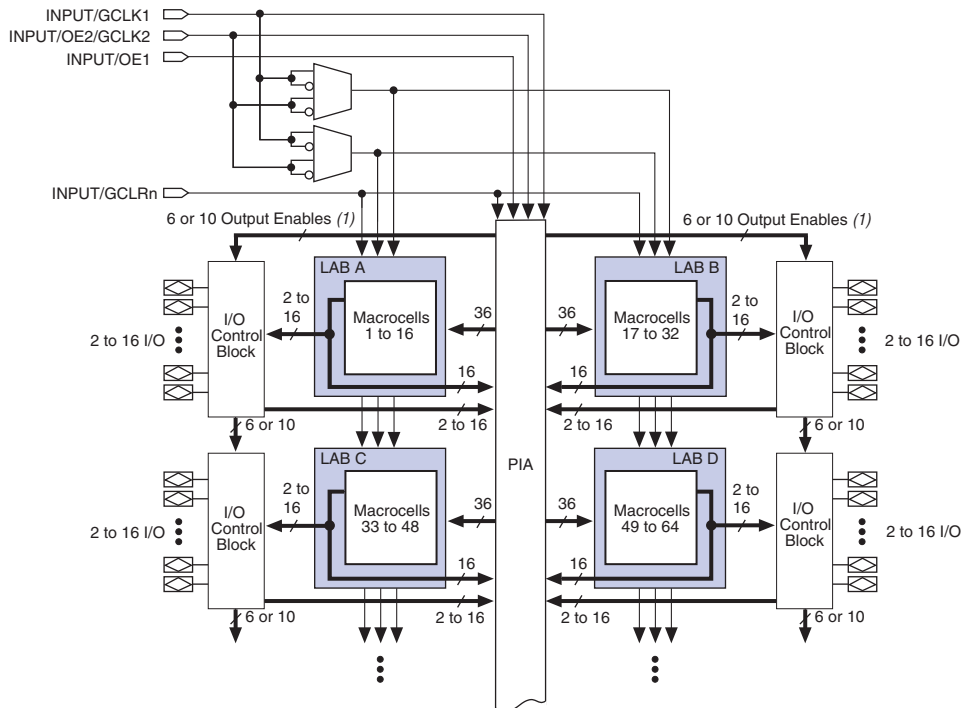 INPUT/GCLK1
INPUT/OE2/GCLK2
INPUT/OE1
INPUT/GCLRn
6 or 10 Output Enables (1)
6 or 10 Output Enables (1)
LAB A
LAB B
2 to 16 I/O
I/O
Control
Block
2 to
16
Macrocells
1 to 16
36
36
Macrocells
17 to 32
2 to
16
I/O
Control
Block
2 to 16 I/O
16
16
6 or 10
2 to 16
2 to 16
6 or 10
PIA
LAB C
LAB D
2 to 16 I/O
I/O
Control
Block
2 to
16
Macrocells
33 to 48
36
36
Macrocells
49 to 64
2 to
16
I/O
Control
Block
2 to 16 I/O
16
16
6 or 10
2 to 16
2 to 16
6 or 10